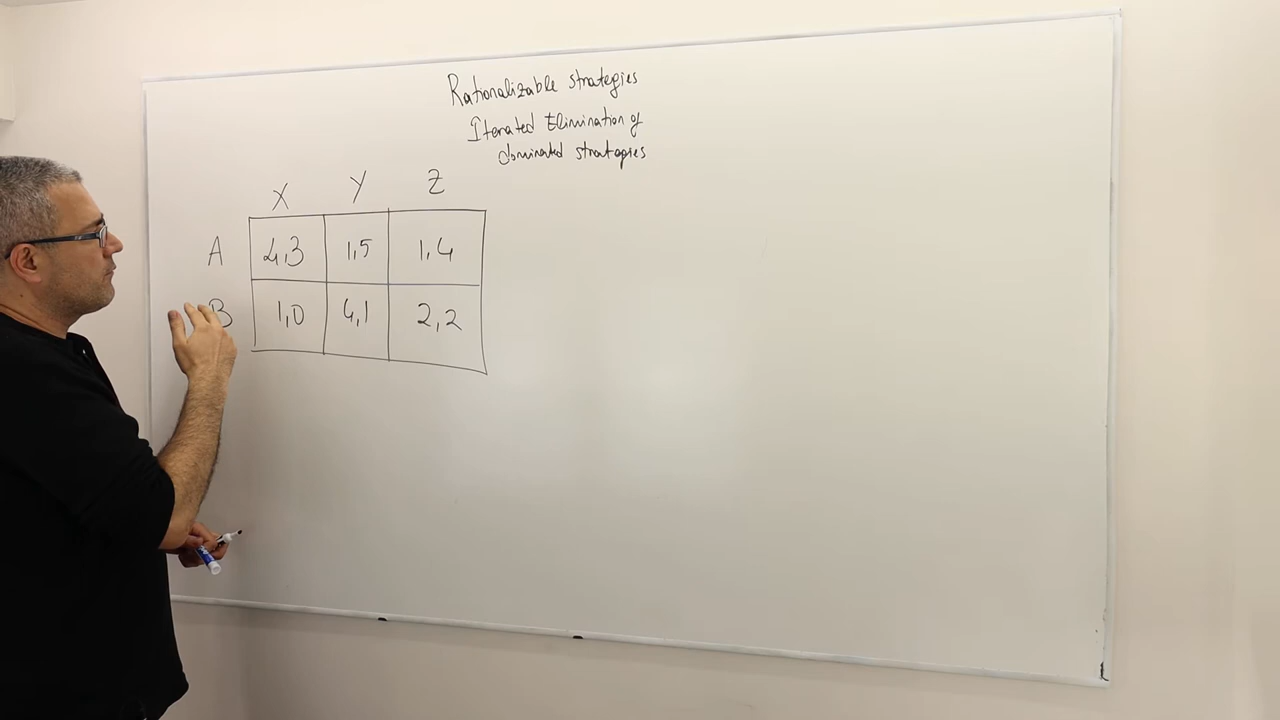 Rationalizable strategies
Iterated Elimination of
dominated strategies
X Y Z
A 4,3 1,5 1,4
B 1,0 4,1 2,2